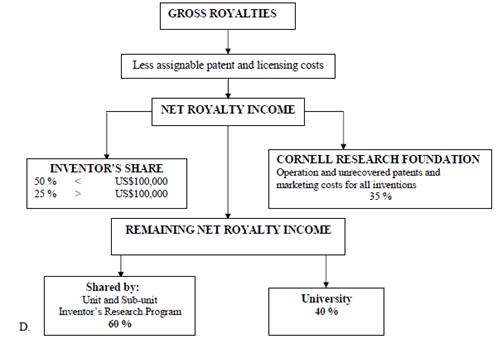 GROSS ROYALTIES
Less assignable patent and licensing costs
NET ROYALTY INCOME
INVENTOR'S SHARE
50 % < US$100,000
25 % > US$100,000
CORNELL RESEARCH FOUNDATION
Operation and unrecovered patents and
marketing costs for all inventions
35 %
REMAINING NET ROYALTY INCOME
Shared by:
Unit and Sub-unit
Inventor's Research Program
60 %
University
40 %
D.